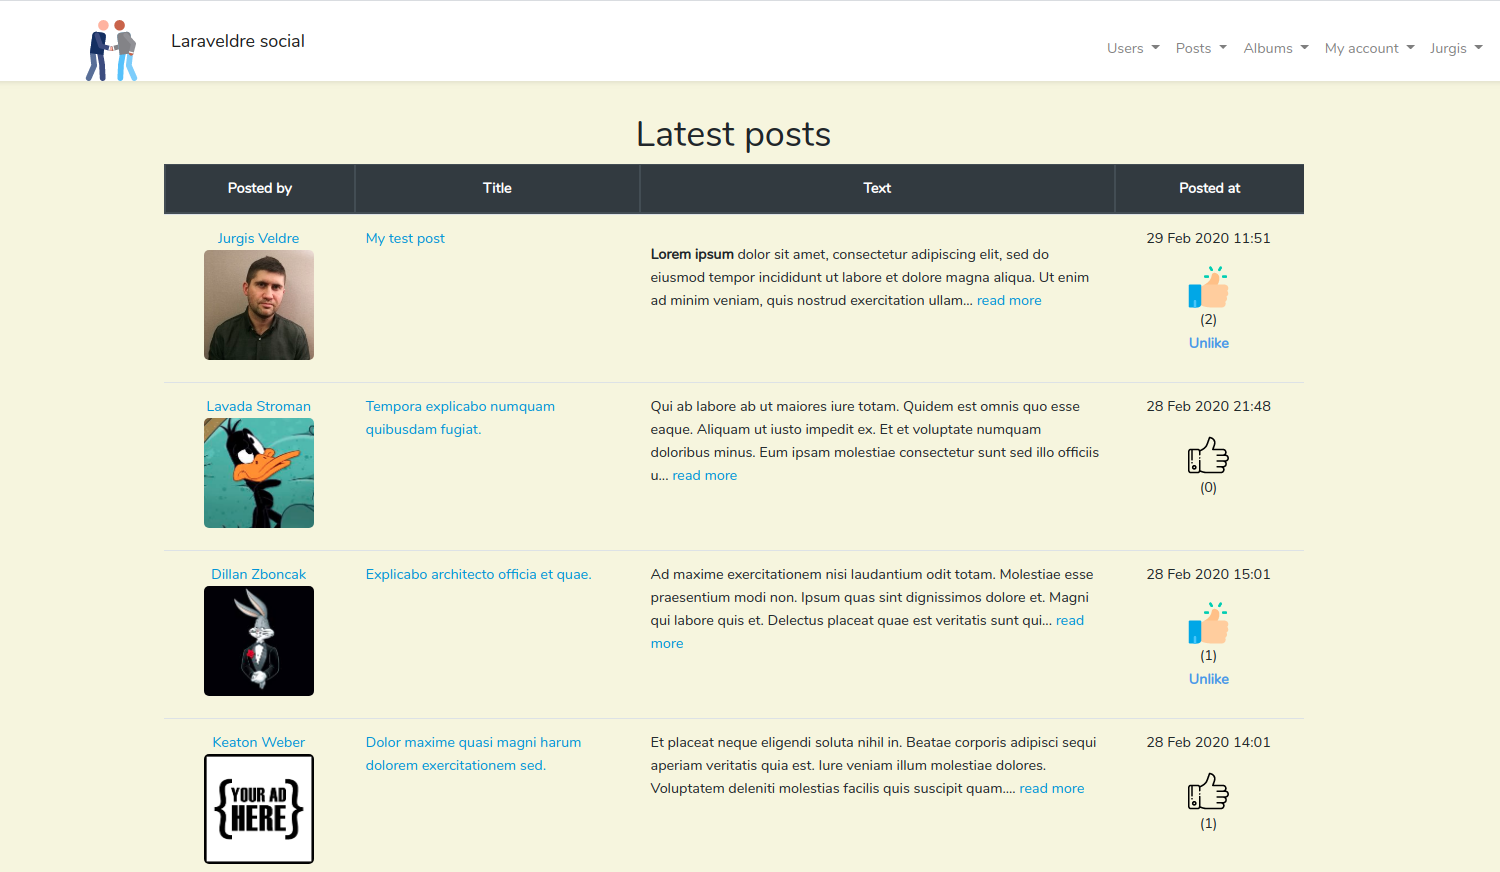 Laraveldre social
Users
Posts
Albums
My account
Jurgis
Latest posts
Posted by
Title
Text
Posted at
Jurgis Veldre
My test post
Lorem ipsum dolor sit amet, consectetur adipiscing elit, sed do
eiusmod tempor incididunt ut labore et dolore magna aliqua. Ut enim
ad minim veniam, quis nostrud exercitation ullam... read more
29 Feb 2020 11:51
(2)
Unlike
Lavada Stroman
Tempora explicabo numquam
quibusdam fugiat.
Qui ab labore ab ut maiores iure totam. Quidem est omnis quo esse
eaque. Aliquam ut iusto impedit ex. Et et voluptate numquam
doloribus minus. Eum ipsam molestiae consectetur sunt sed illo officiis
u... read more
28 Feb 2020 21:48
(0)
Dillan Zboncak
Explicabo architecto officia et quae.
Ad maxime exercitationem nisi laudantium odit totam. Molestiae esse
praesentium modi non. Ipsum quas sint dignissimos dolore et. Magni
qui labore quis et. Delectus placeat quae est veritatis sunt qui... read
more
28 Feb 2020 15:01
(1)
Unlike
Keaton Weber
YOUR AD
HERE
Dolor maxime quasi magni harum
dolorem exercitationem sed.
Et placeat neque eligendi soluta nihil in. Beatae corporis adipisci sequi
aperiam veritatis quia est. Iure veniam illum molestiae dolores.
Voluptatem deleniti molestias facilis quis suscipit quam.... read more
28 Feb 2020 14:01
(1)